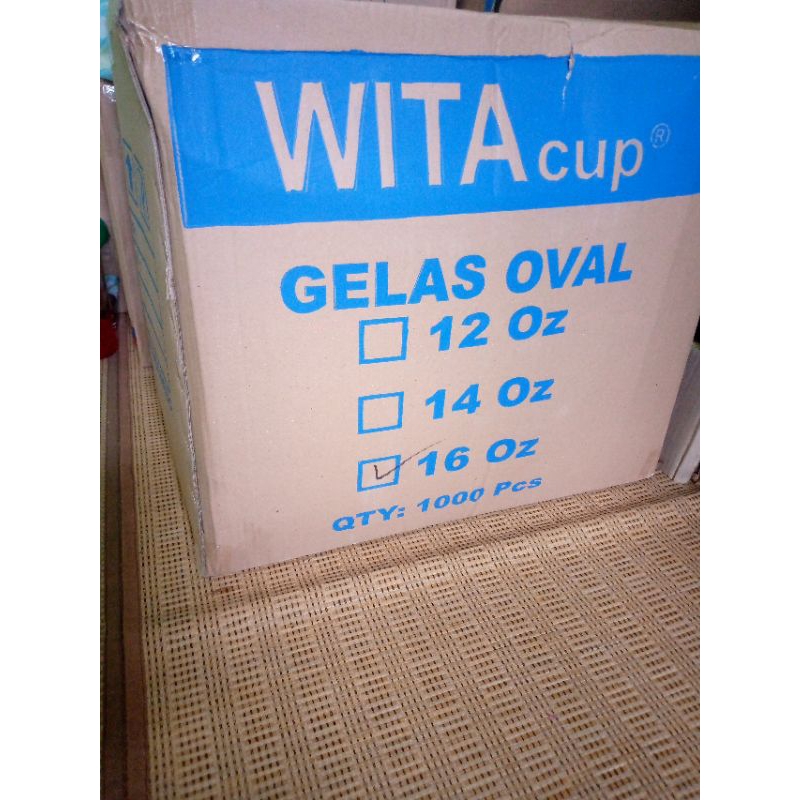 WITA cup ®
GELAS OVAL
12 Oz
14 Oz
16 Oz
QTY: 1000 Pcs